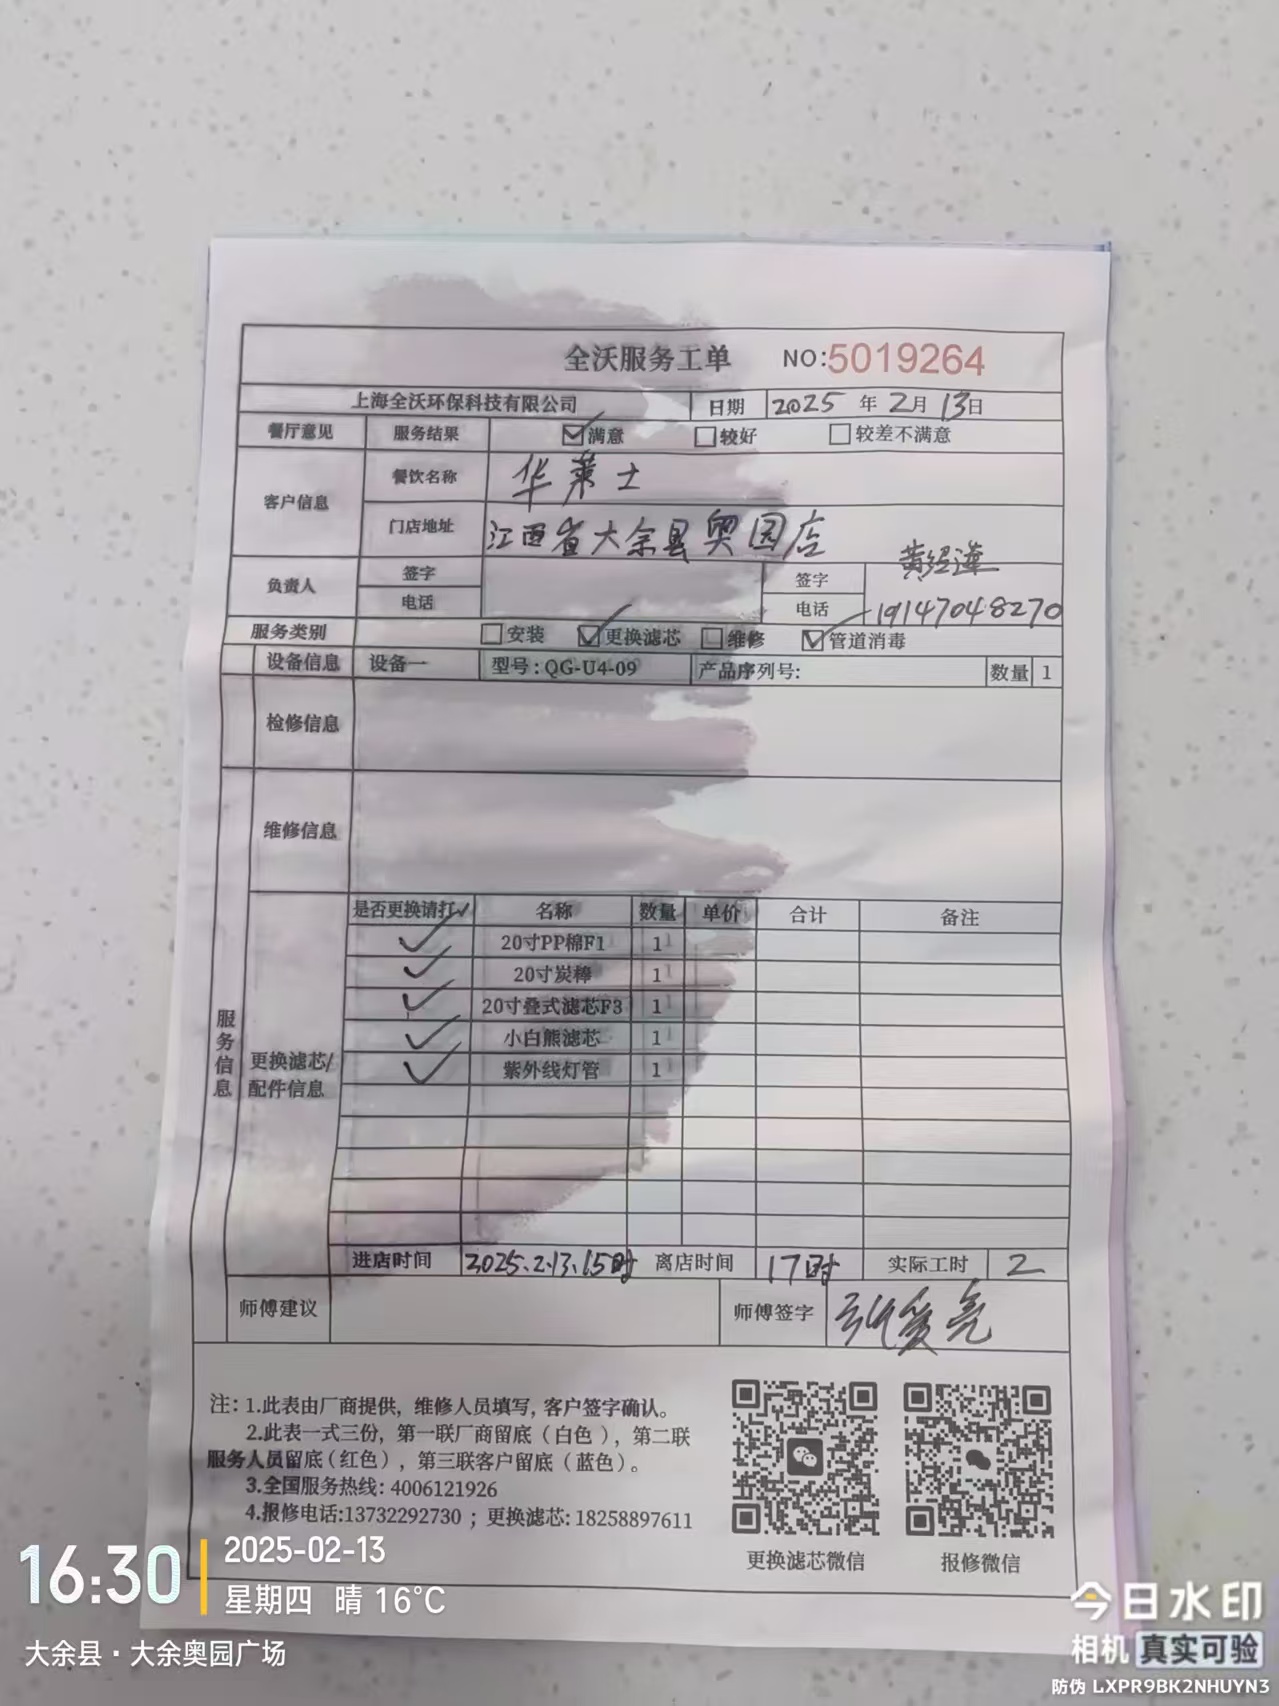 全沃服务工单 NO:5019264
上海全沃环保科技有限公司 日期 2025 年 2月 13日
餐厅意见 服务结果 ☑满意 □较好 □较差不满意
客户信息 餐饮名称 华莱士
门店地址 江西省大余县奥园店
负责人 签字 签字
电话 电话 19147048270
服务类别 □安装 ☑更换滤芯 □维修 ☑管道消毒
设备信息 设备一 型号:QG-U4-09 产品序列号: 数量 1
检修信息
维修信息
服务信息
更换滤芯/配件信息
是否更换请打√ 名称 数量 单价 合计 备注
✓ 20寸PP棉F1 1
✓ 20寸炭棒 1
✓ 20寸叠式滤芯F3 1
✓ 小白熊滤芯 1
✓ 紫外线灯管 1
进店时间 2025.2.13.15时 离店时间 17时 实际工时 2
师傅建议 师傅签字
注: 1.此表由厂商提供, 维修人员填写, 客户签字确认。
2.此表一式三份, 第一联厂商留底 (白色), 第二联
服务人员留底(红色), 第三联客户留底 (蓝色)。
3.全国服务热线: 4006121926
4.报修电话:13732292730 ; 更换滤芯: 18258897611
更换滤芯微信 报修微信
16:30 2025-02-13
星期四 晴 16°C
大余县·大余奥园广场
今日水印
相机 真实可验
防伪 LXPR9BK2NHUYN3